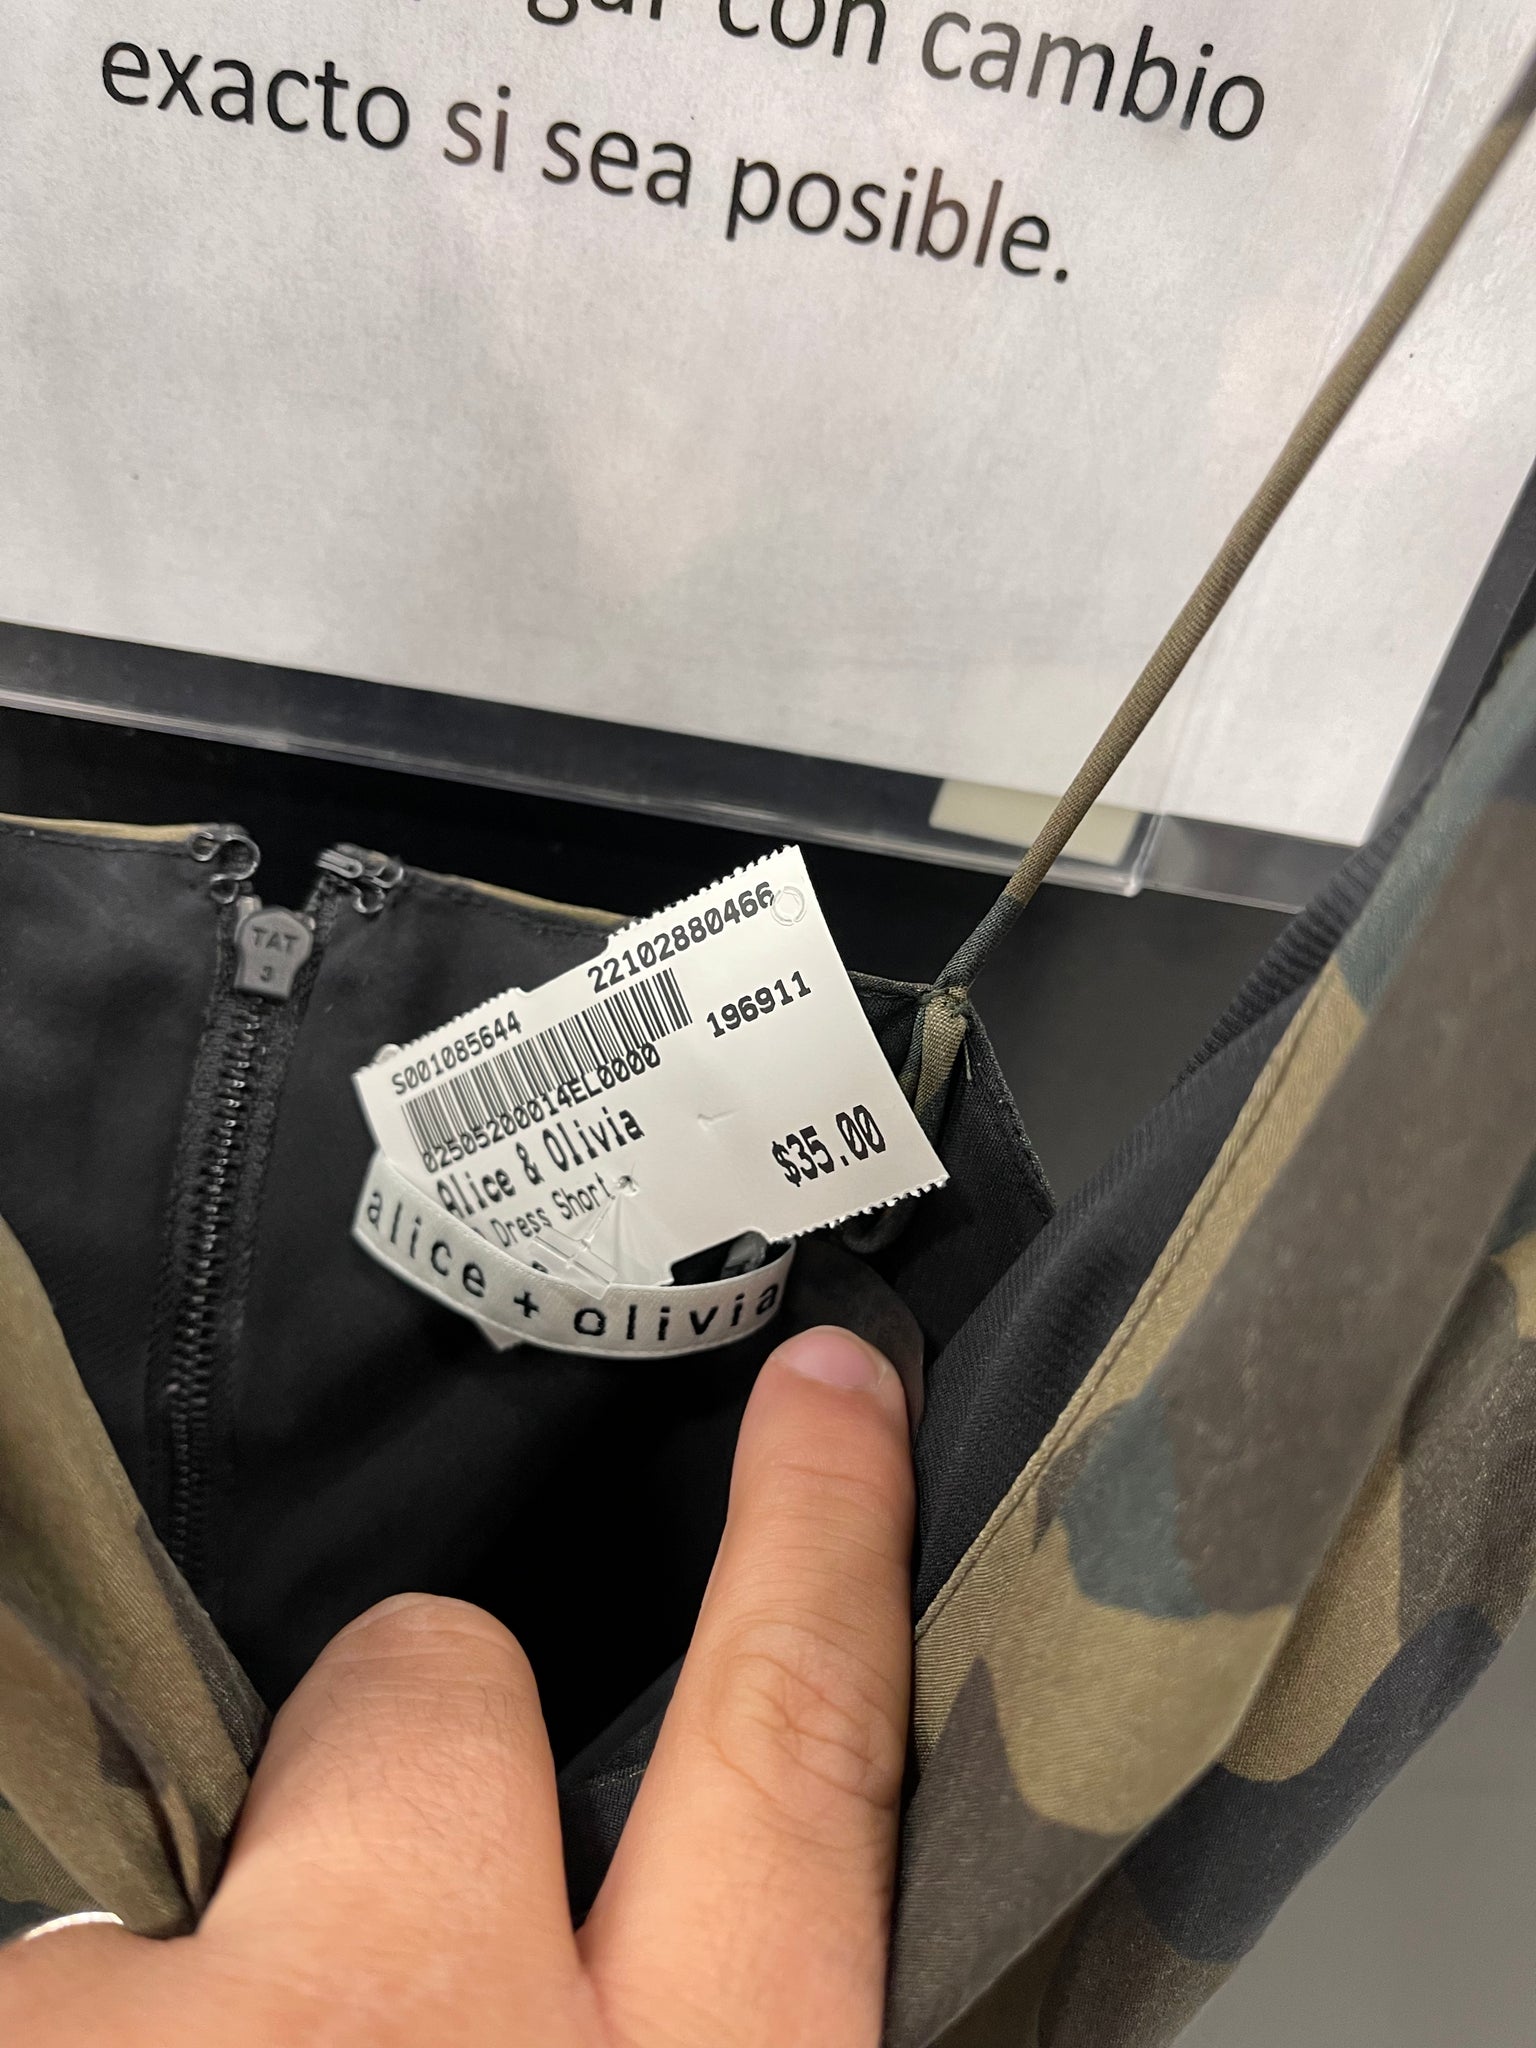 con cambio
exacto si sea posible.
TAT
3
22102880466
S001085644
196911
02505200014EL0000
Alice & Olivia
$35.00
Dress Short
alice + olivia